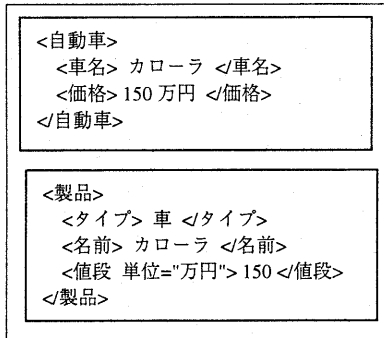 <自動車>
<車名> カローラ </車名>
<価格> 150 万円 </価格>
</自動車>
<製品>
<タイプ> 車 </タイプ>
<名前> カローラ </名前>
<値段 単位="万円"> 150 </値段>
</製品>